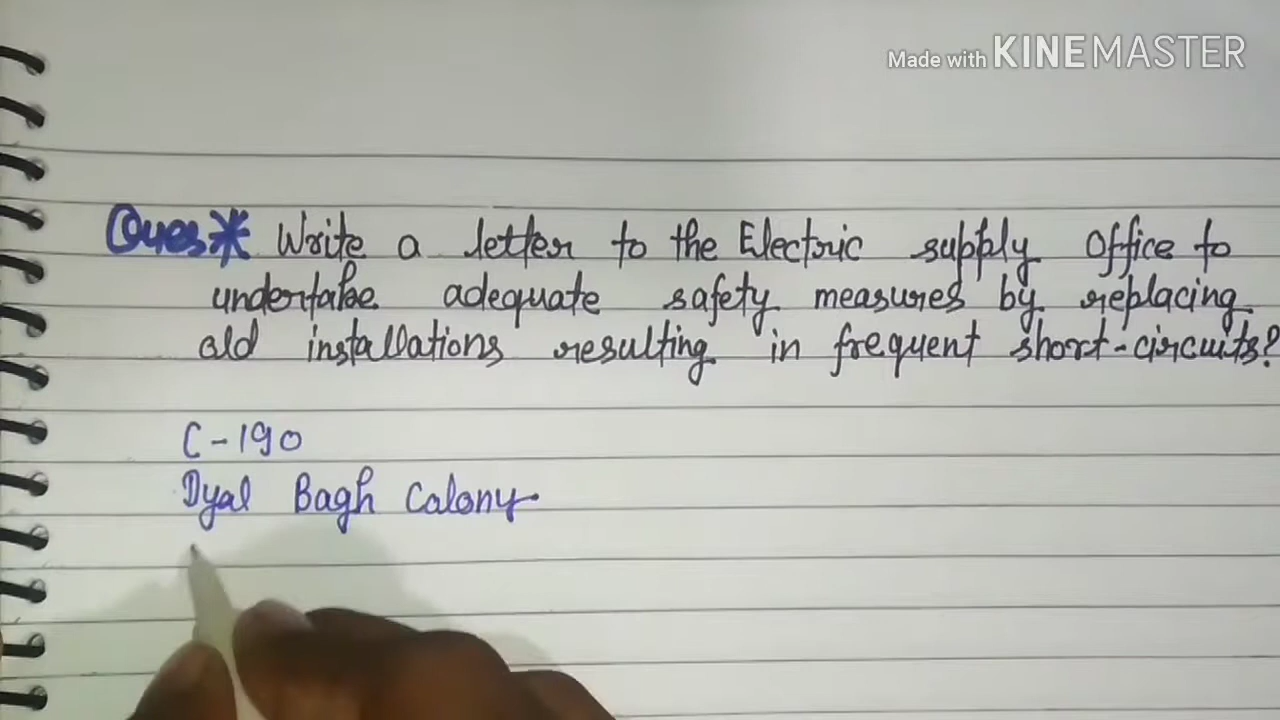 Made with KINEMASTER
Ques* Write a letter to the Electric supply Office to
undertake adequate safety measures by replacing
old installations resulting in frequent short-circuits?
C-190
Dyal Bagh Colony